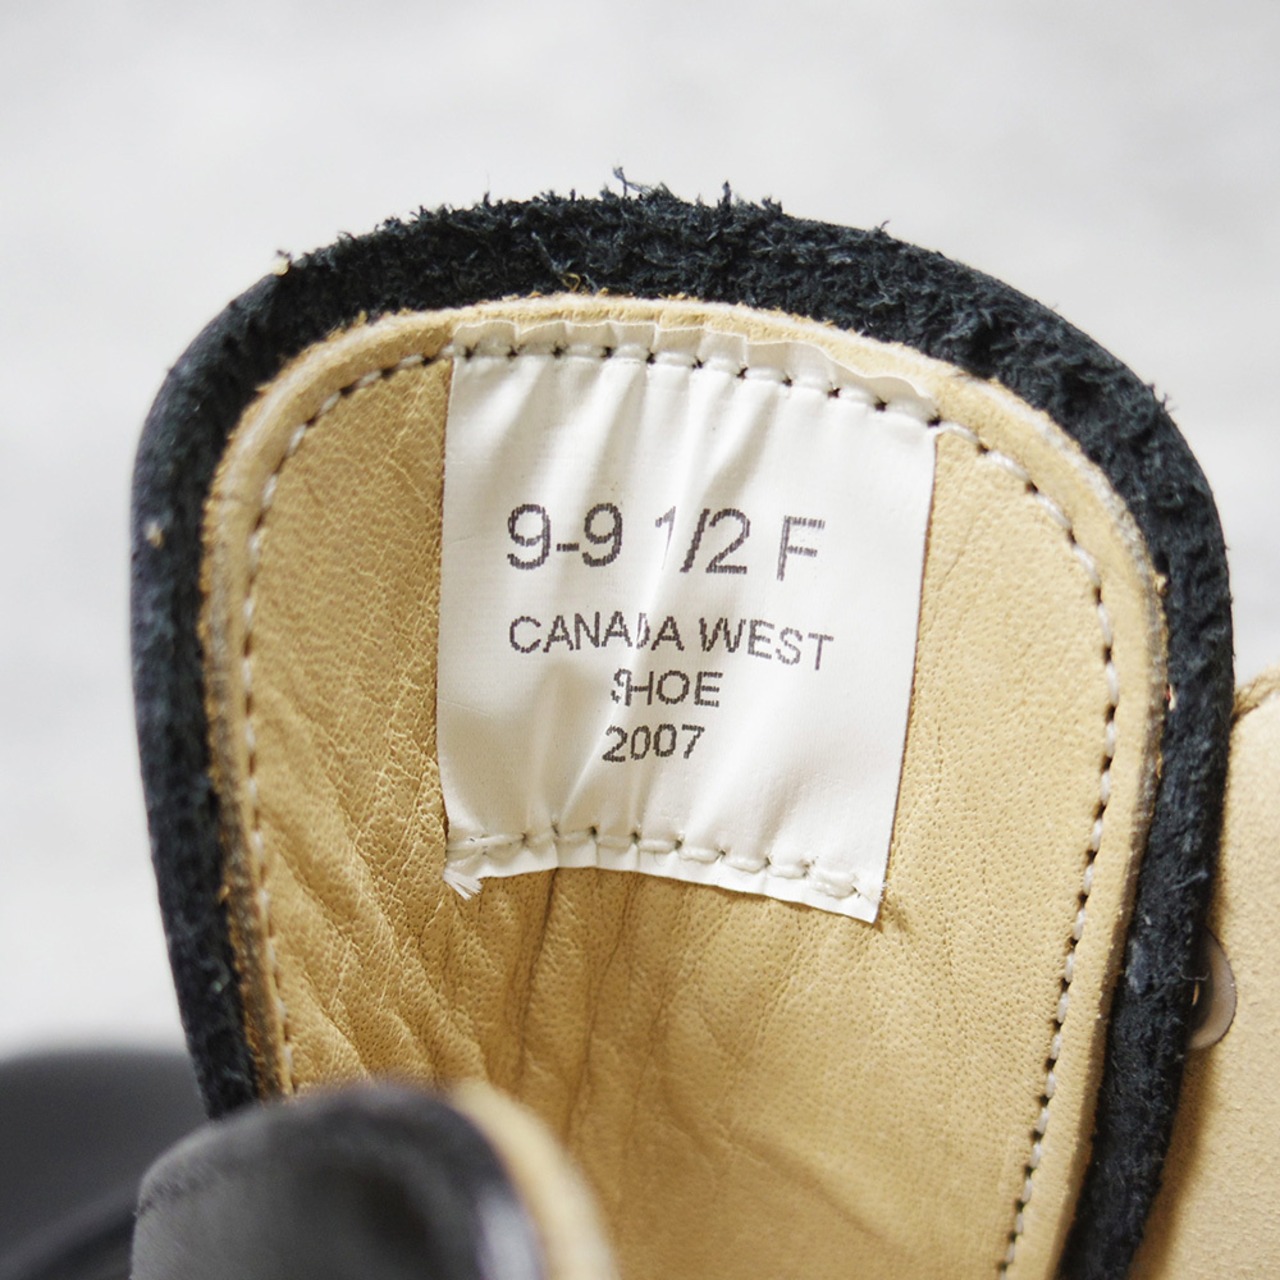 9-9 1/2 F
CANADA WEST
SHOE
2007